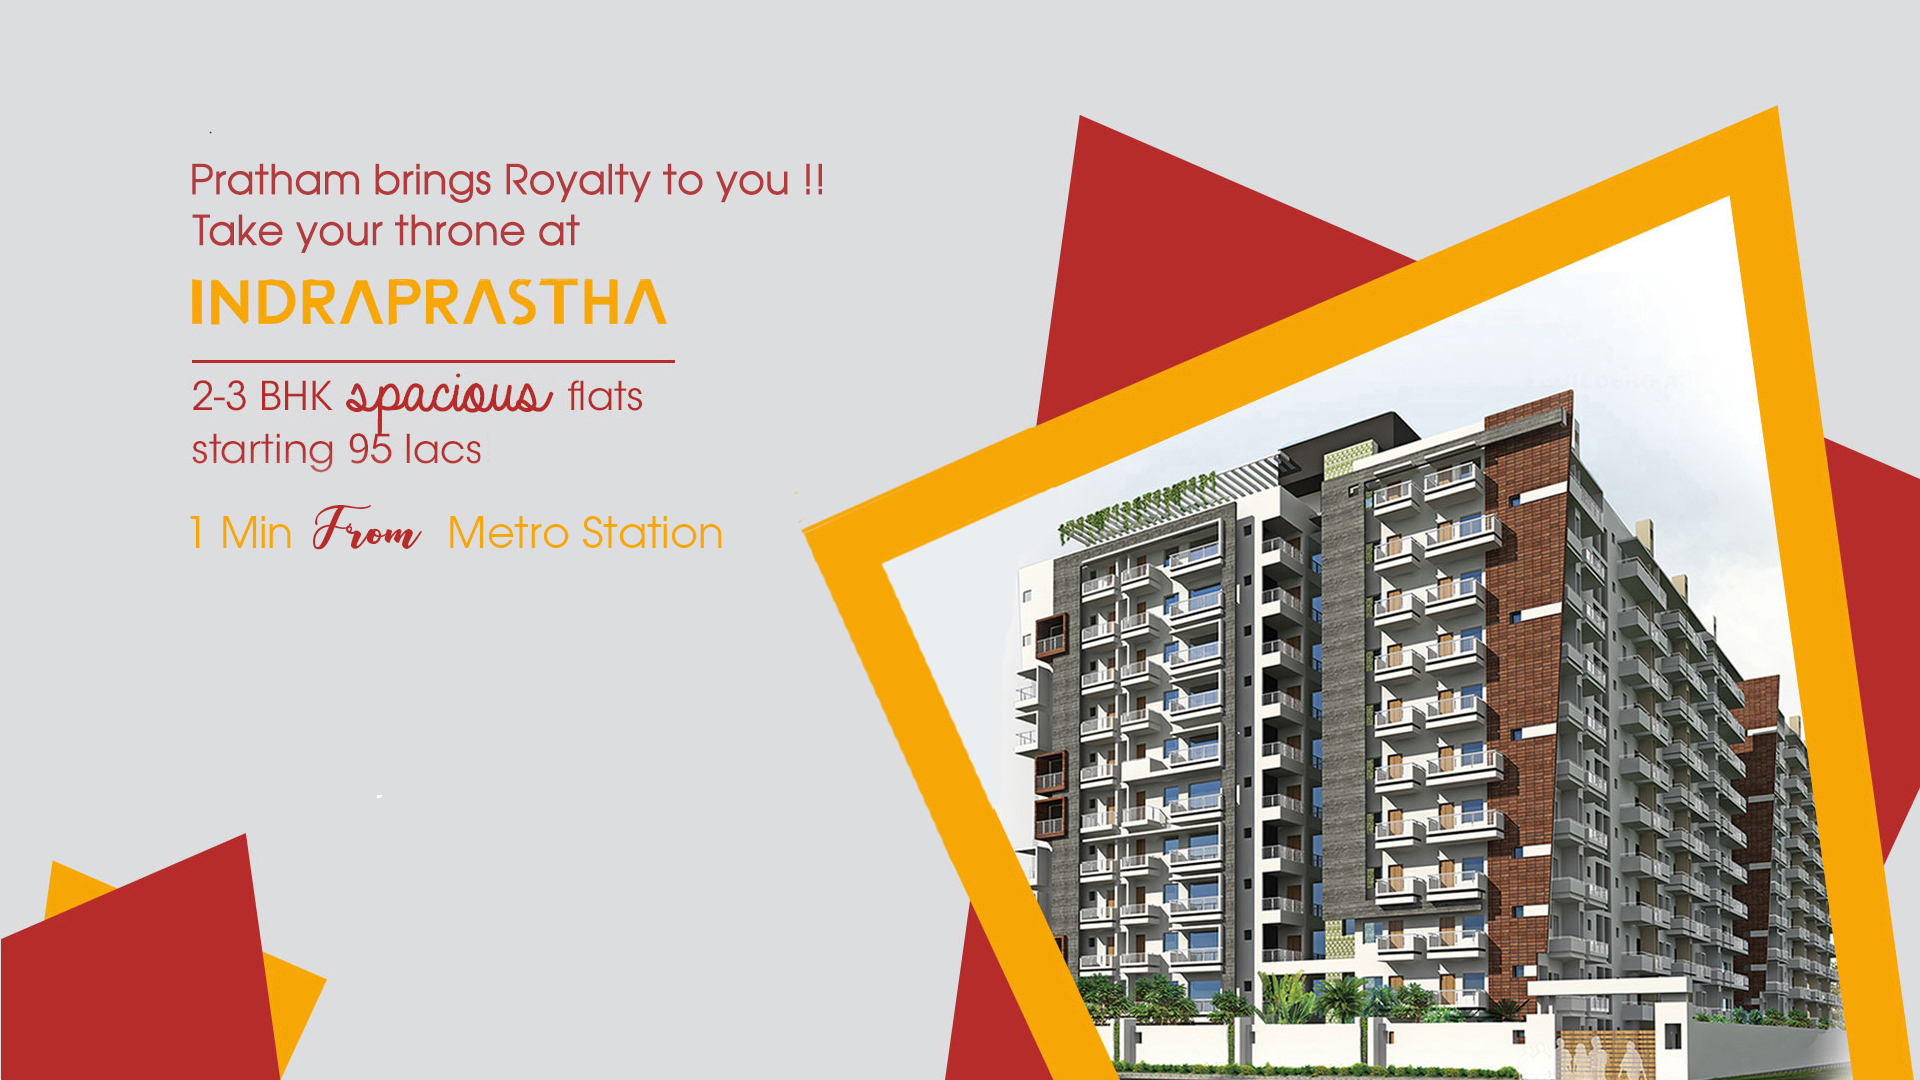 Pratham brings Royalty to you !!
Take your throne at
INDRAPRASTHA
2-3 BHK spacious flats
starting 95 lacs
1 Min From Metro Station